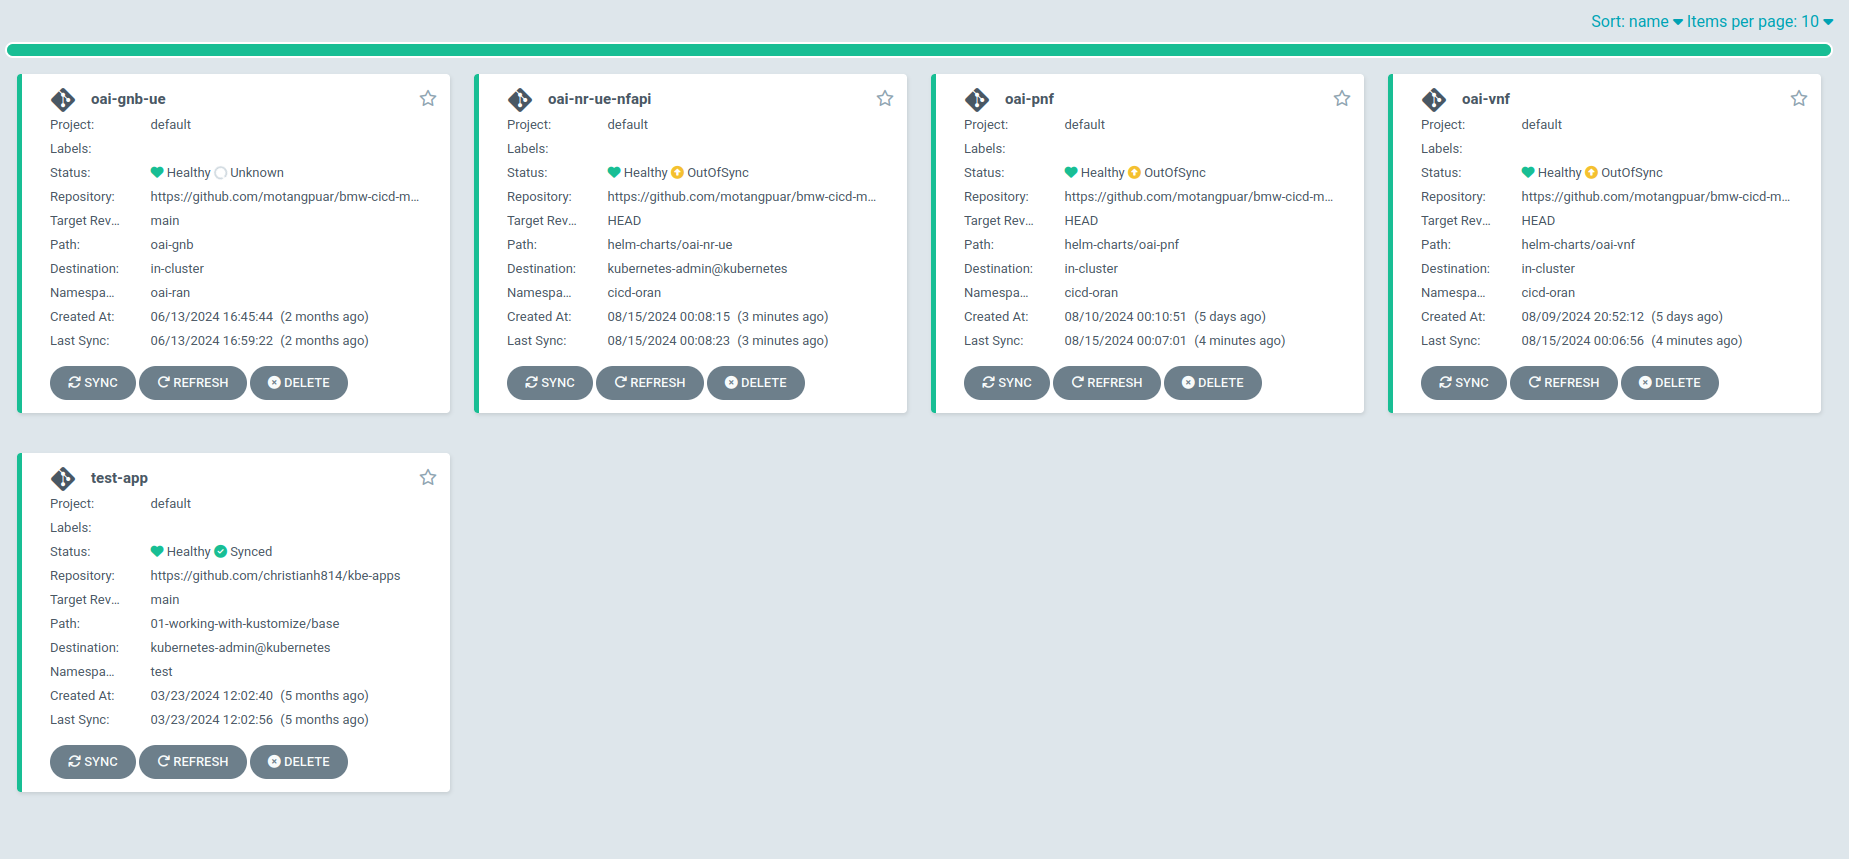 Sort: name Items per page: 10
oai-gnb-ue
Project: default
Labels:
Status: Healthy Unknown
Repository: https://github.com/motangpuar/bmw-cicd-m...
Target Rev... main
Path: oai-gnb
Destination: in-cluster
Namespa... oai-ran
Created At: 06/13/2024 16:45:44 (2 months ago)
Last Sync: 06/13/2024 16:59:22 (2 months ago)
SYNC REFRESH DELETE
oai-nr-ue-nfapi
Project: default
Labels:
Status: Healthy OutOfSync
Repository: https://github.com/motangpuar/bmw-cicd-m...
Target Rev... HEAD
Path: helm-charts/oai-nr-ue
Destination: kubernetes-admin@kubernetes
Namespa... cicd-oran
Created At: 08/15/2024 00:08:15 (3 minutes ago)
Last Sync: 08/15/2024 00:08:23 (3 minutes ago)
SYNC REFRESH DELETE
oai-pnf
Project: default
Labels:
Status: Healthy OutOfSync
Repository: https://github.com/motangpuar/bmw-cicd-m...
Target Rev... HEAD
Path: helm-charts/oai-pnf
Destination: in-cluster
Namespa... cicd-oran
Created At: 08/10/2024 00:10:51 (5 days ago)
Last Sync: 08/15/2024 00:07:01 (4 minutes ago)
SYNC REFRESH DELETE
oai-vnf
Project: default
Labels:
Status: Healthy OutOfSync
Repository: https://github.com/motangpuar/bmw-cicd-m...
Target Rev... HEAD
Path: helm-charts/oai-vnf
Destination: in-cluster
Namespa... cicd-oran
Created At: 08/09/2024 20:52:12 (5 days ago)
Last Sync: 08/15/2024 00:06:56 (4 minutes ago)
SYNC REFRESH DELETE
test-app
Project: default
Labels:
Status: Healthy Synced
Repository: https://github.com/christianh814/kbe-apps
Target Rev... main
Path: 01-working-with-kustomize/base
Destination: kubernetes-admin@kubernetes
Namespa... test
Created At: 03/23/2024 12:02:40 (5 months ago)
Last Sync: 03/23/2024 12:02:56 (5 months ago)
SYNC REFRESH DELETE